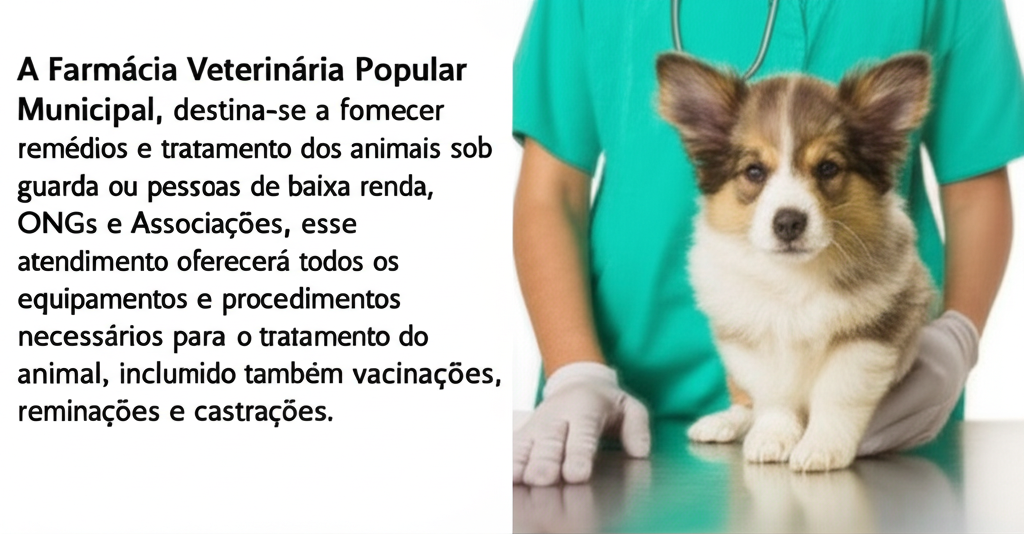 A Farmácia Veterinária Popular
Municipal, destina-se a fomecer
remédios e tratamento dos animais sob
guarda ou pessoas de baixa renda,
ONGs e Associações, esse
atendimento oferecerá todos os
equipamentos e procedimentos
necessários para o tratamento do
animal, inclumido também vacinações,
reminações e castrações.